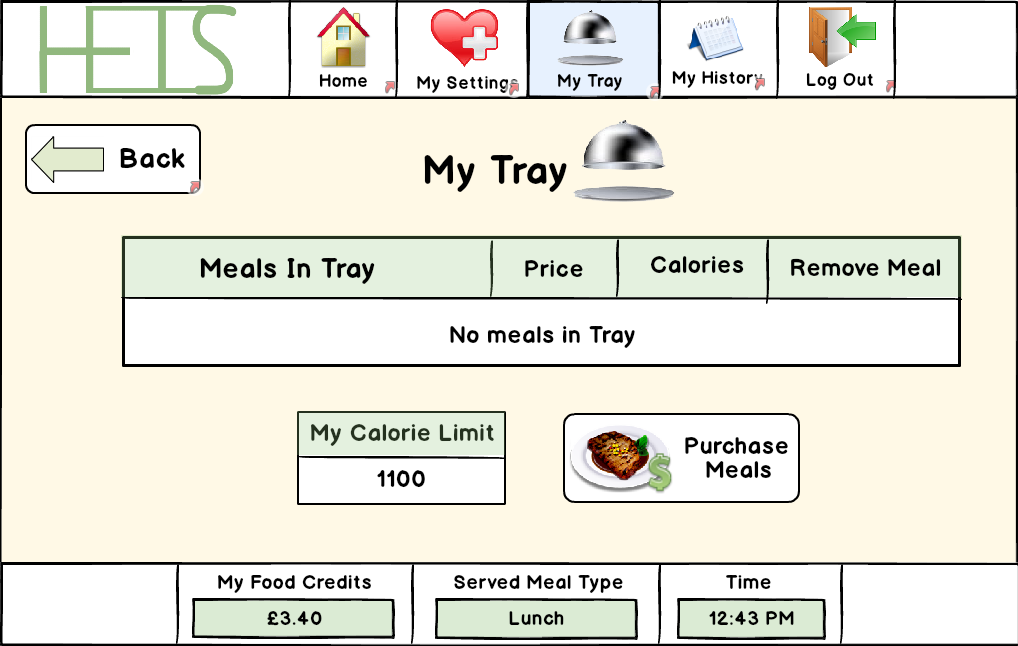 HETS
Home
My Settings
My Tray
My History
Log Out
Back
My Tray
Meals In Tray
Price
Calories
Remove Meal
No meals in Tray
My Calorie Limit
1100
Purchase
Meals
$
My Food Credits
£3.40
Served Meal Type
Lunch
Time
12:43 PM